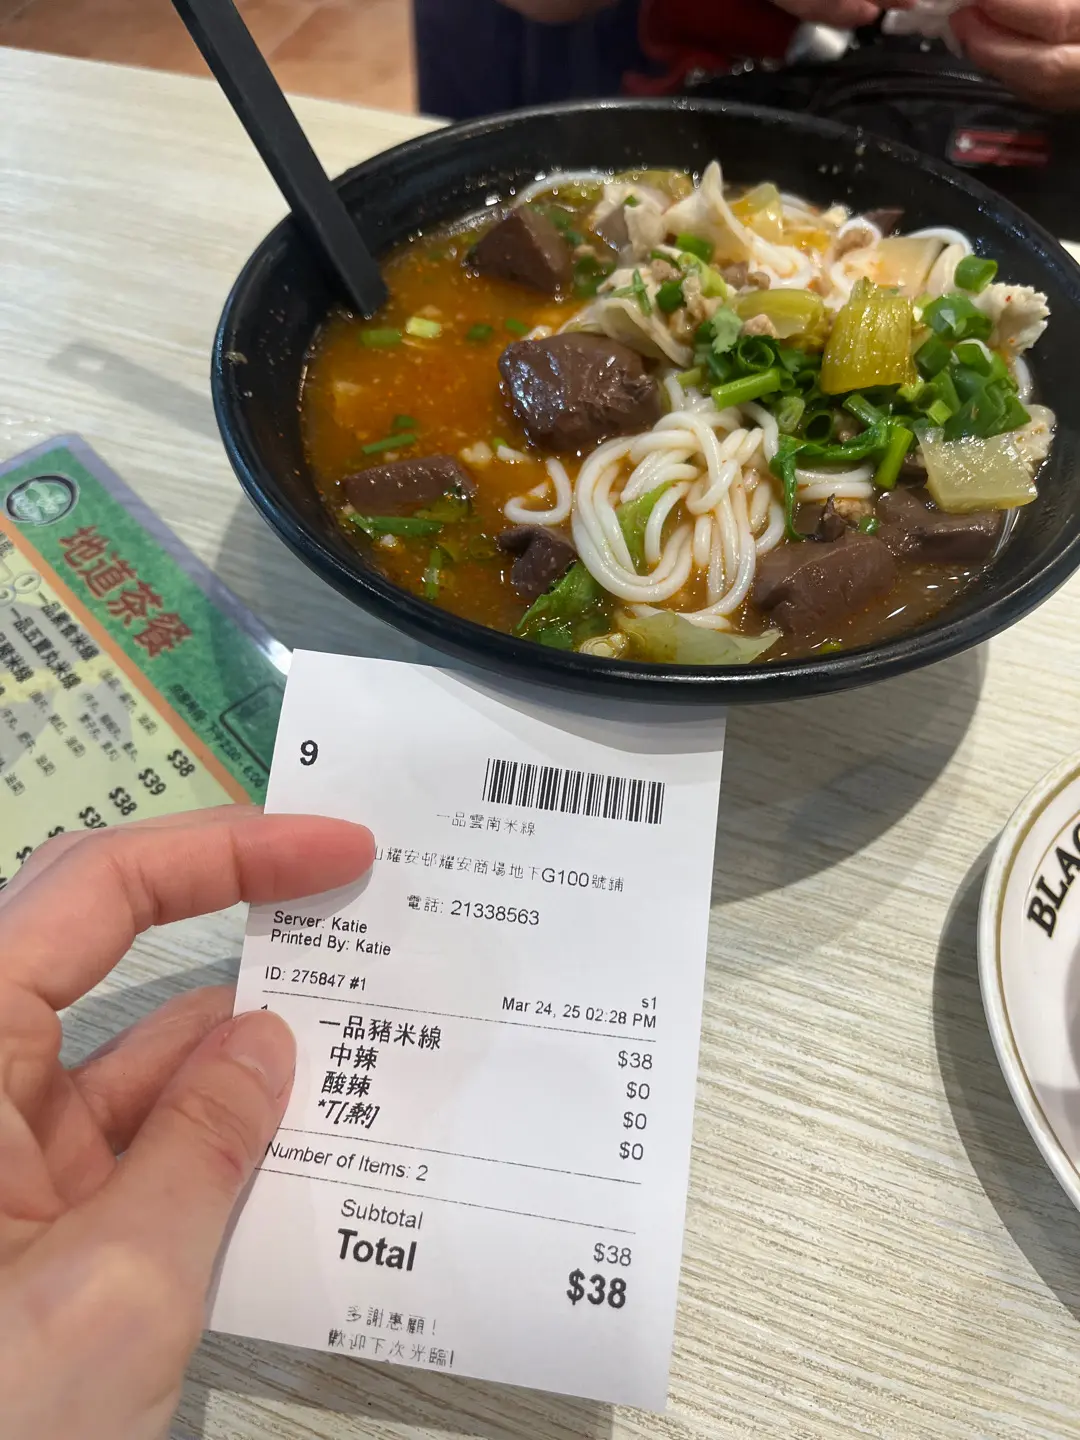 地道茶餐
$38
$39
$38
9
一品雲南米線
山耀安邨耀安商場地下G100號鋪
電話: 21338563
Server: Katie
Printed By: Katie
ID: 275847 #1
s1
Mar 24, 25 02:28 PM
一品豬米線 $38
中辣 $0
酸辣 $0
*T[熱] $0
Number of Items: 2
Subtotal $38
Total $38
多謝惠顧!
歡迎下次光臨!